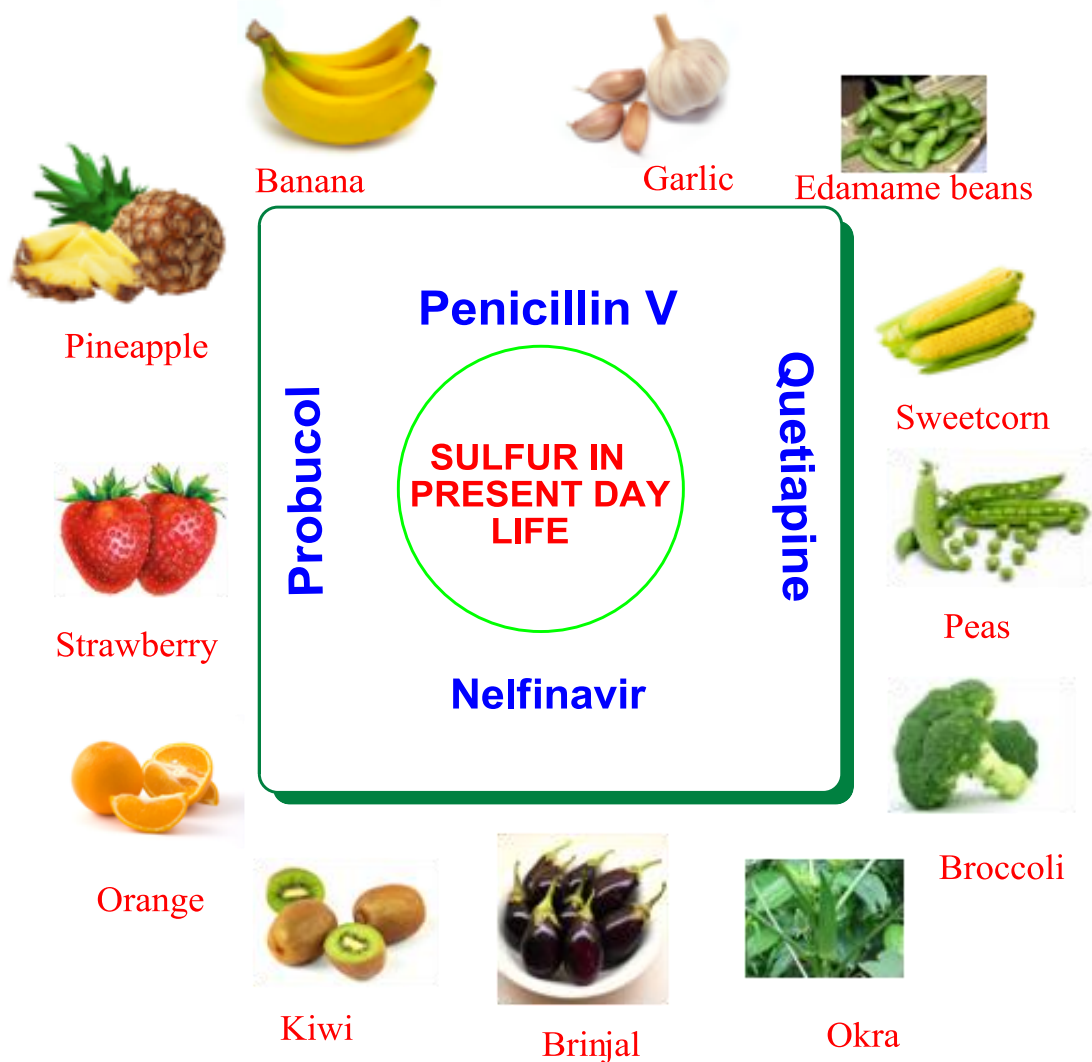 Banana
Garlic
Edamame beans
Pineapple
Penicillin V
Sweetcorn
Probucol
Quetiapine
SULFUR IN
PRESENT DAY
LIFE
Strawberry
Peas
Nelfinavir
Broccoli
Orange
Kiwi
Brinjal
Okra